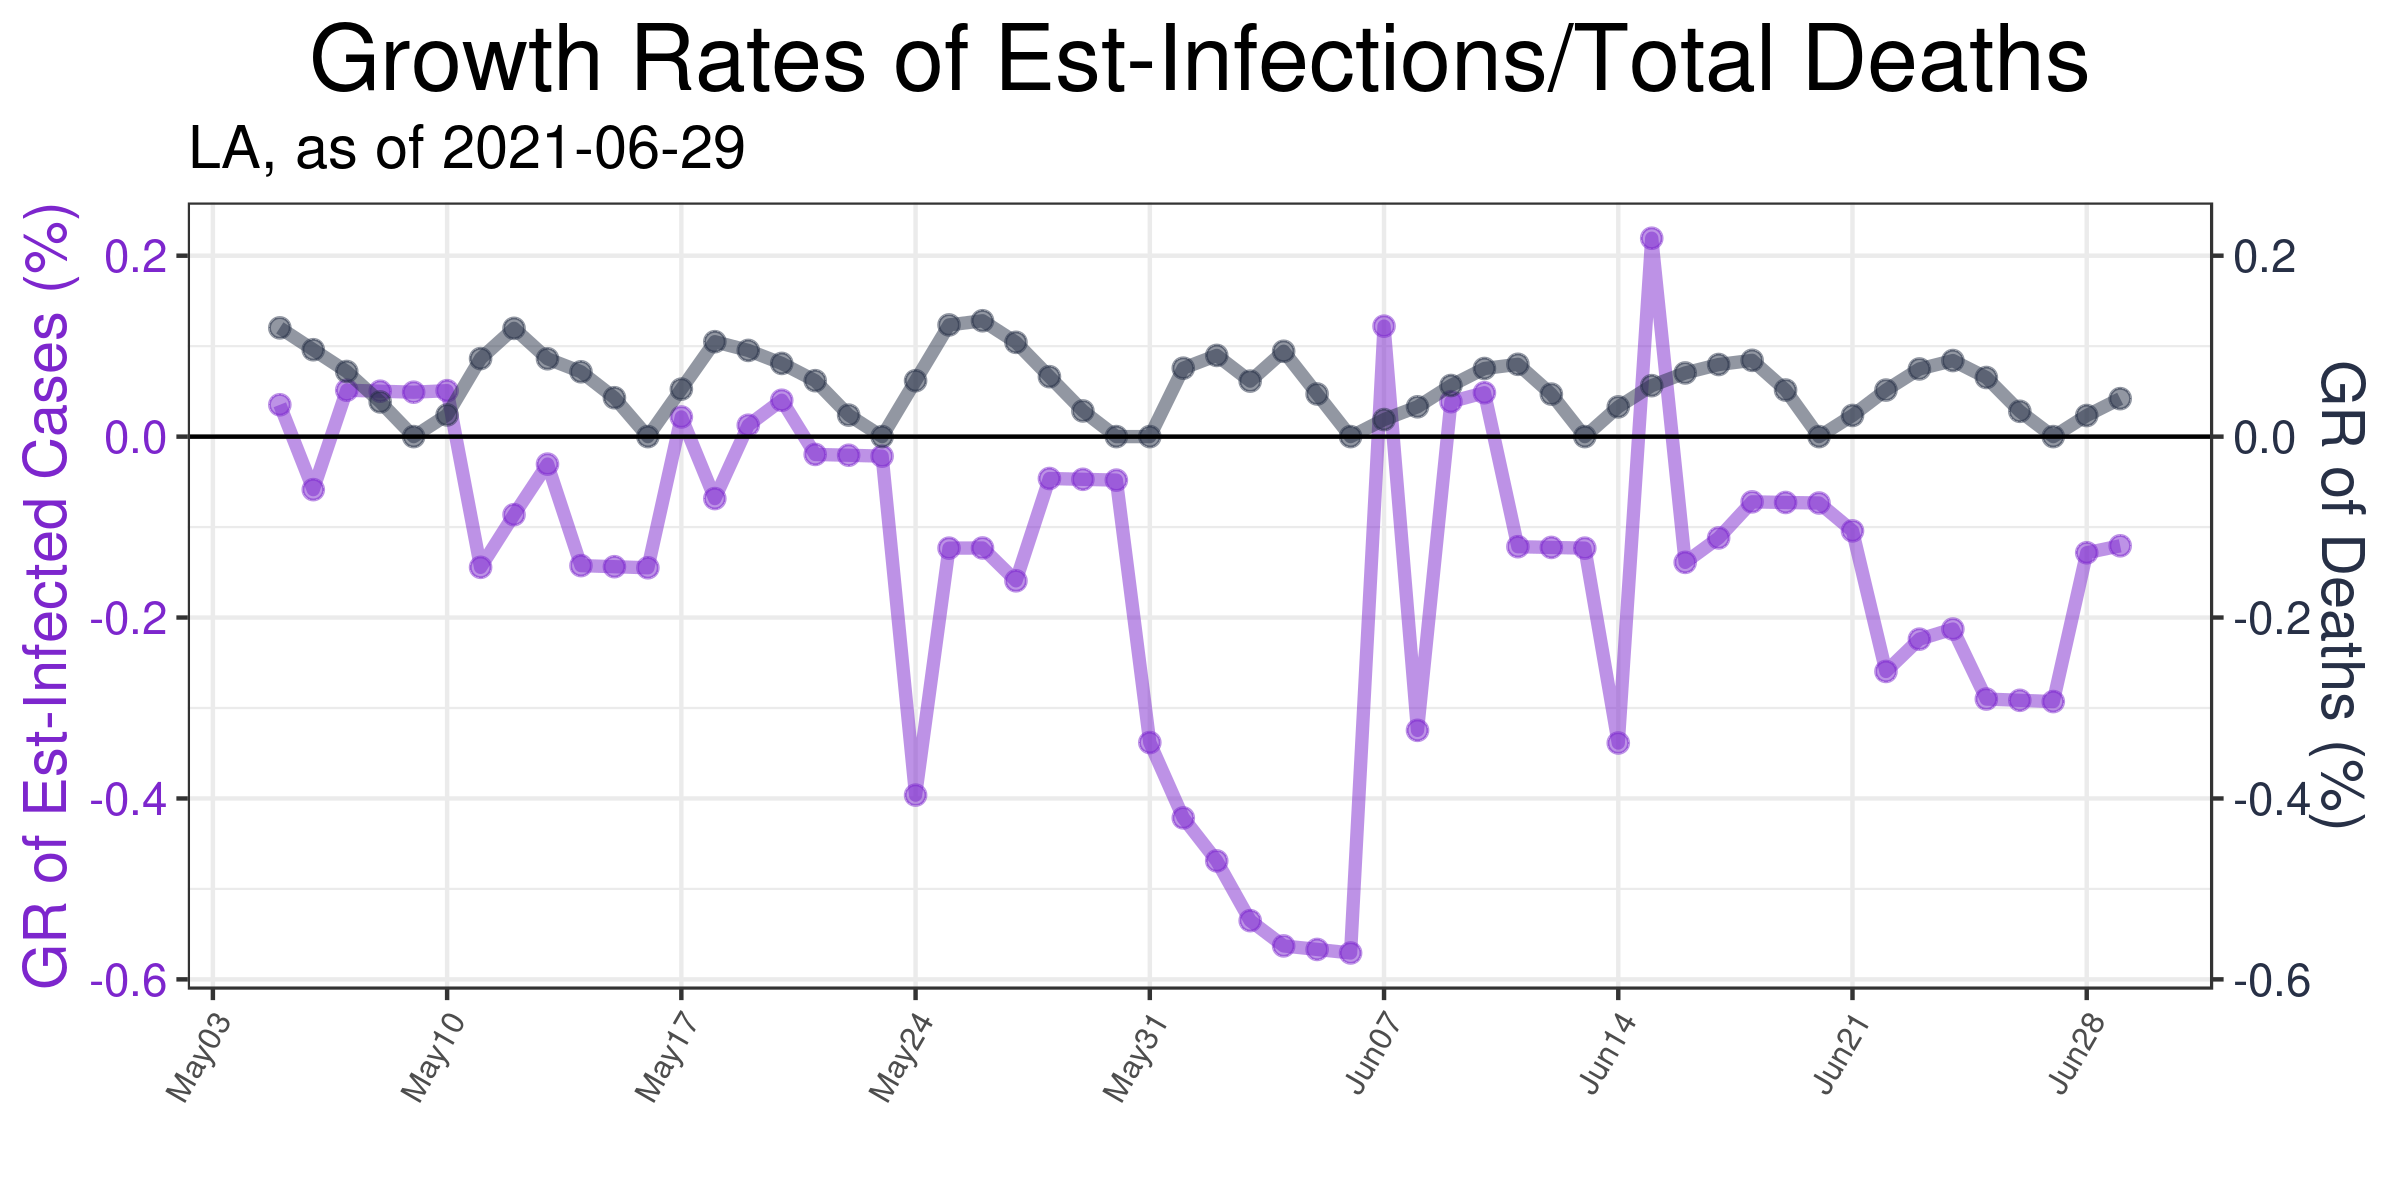 Growth Rates of Est-Infections/Total Deaths
LA, as of 2021-06-29
GR of Est-Infected Cases (%)
0.2
0.0
-0.2
-0.4
-0.6
0.2
0.0
-0.2
-0.4
-0.6
GR of Deaths (%)
May03
May10
May17
May24
May31
Jun07
Jun14
Jun21
Jun28